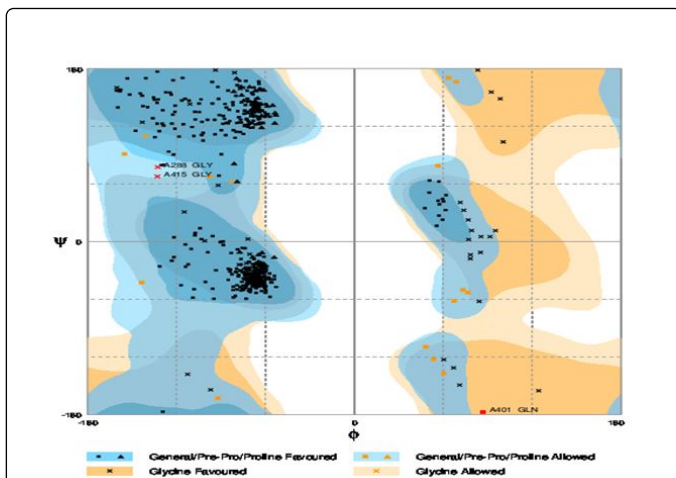 180
A288 GLY
A415 GLY
Ψ 0
A401 GLN
-180
-180 0 180
Φ
General/Pre-Pro/Proline Favoured General/Pre-Pro/Proline Allowed
Glycine Favoured Glycine Allowed